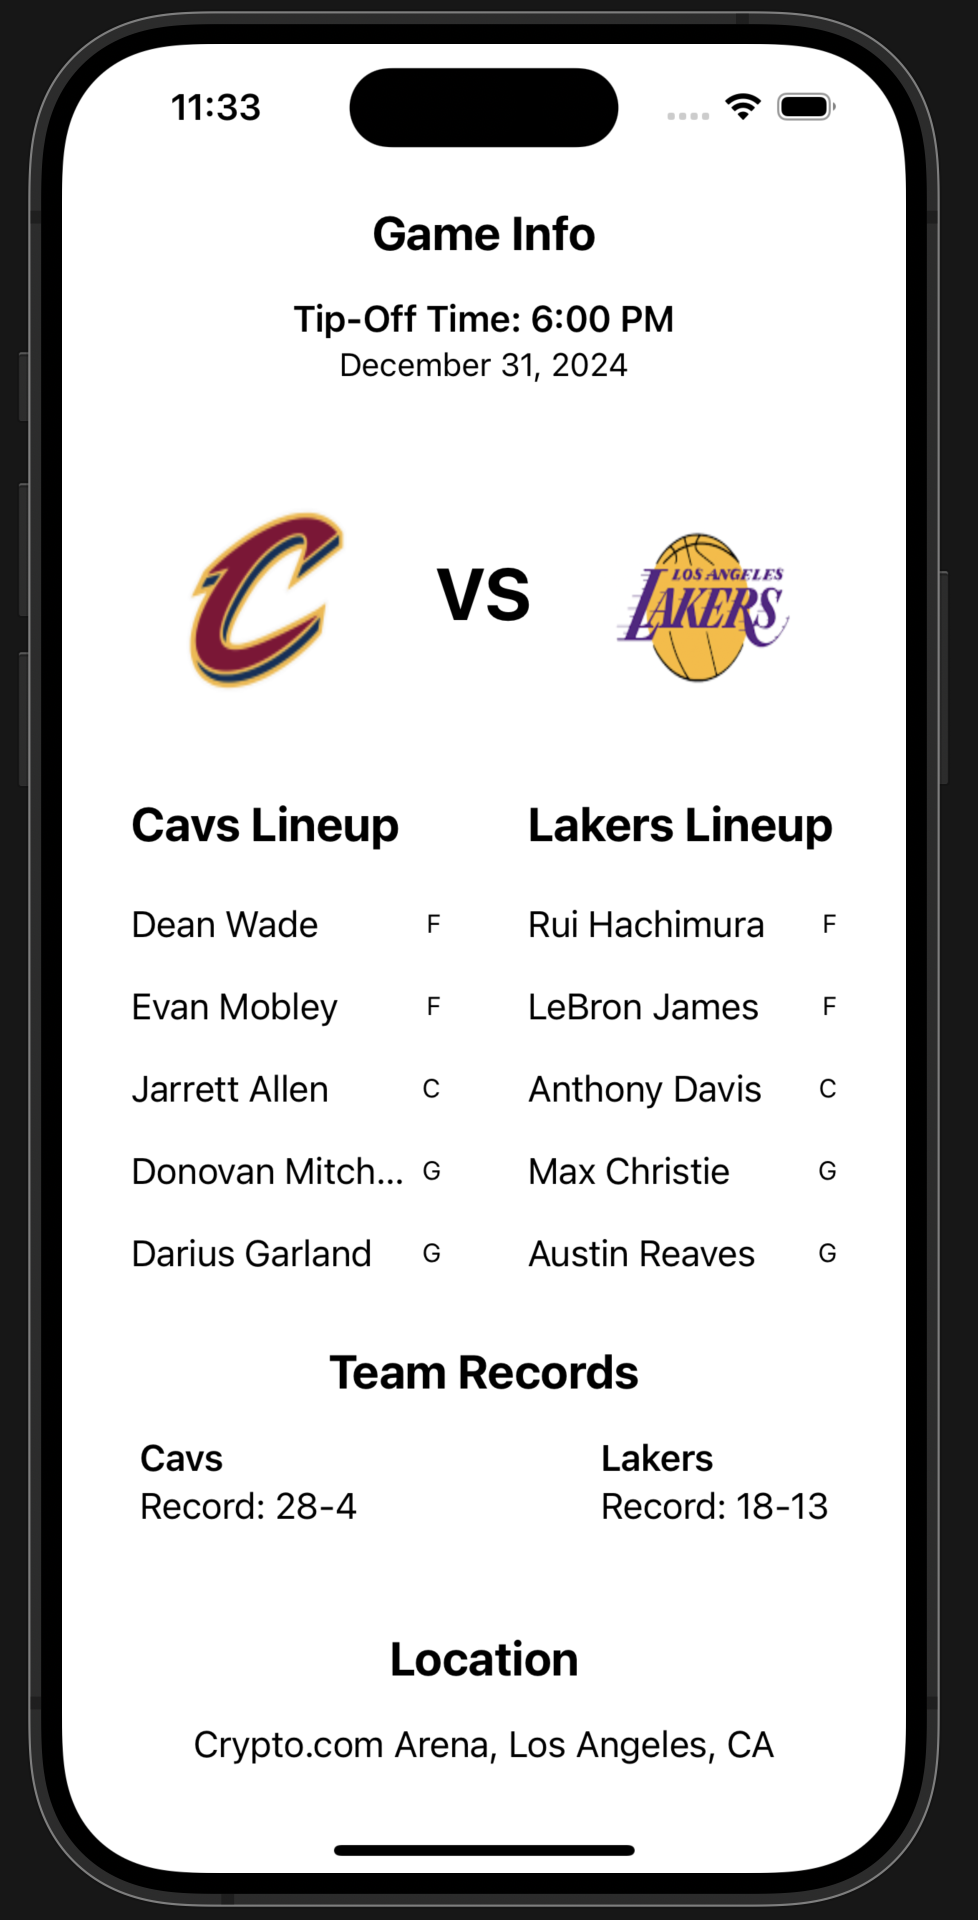 11:33
Game Info
Tip-Off Time: 6:00 PM
December 31, 2024
VS
LOS ANGELES
LAKERS
Cavs Lineup
Dean Wade F
Evan Mobley F
Jarrett Allen C
Donovan Mitch... G
Darius Garland G
Lakers Lineup
Rui Hachimura F
LeBron James F
Anthony Davis C
Max Christie G
Austin Reaves G
Team Records
Cavs
Record: 28-4
Lakers
Record: 18-13
Location
Crypto.com Arena, Los Angeles, CA